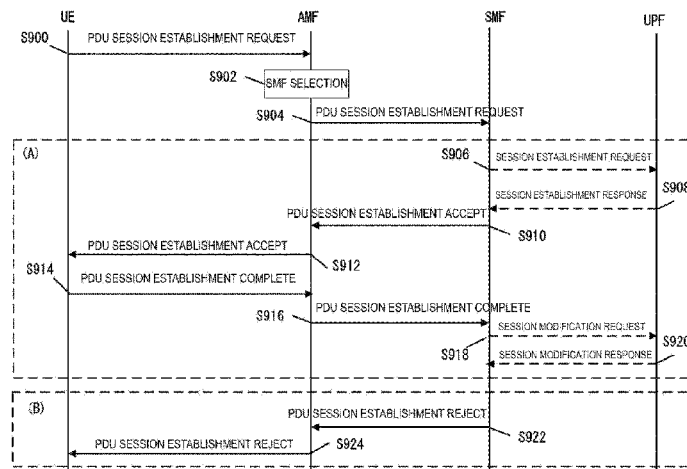 UE AMF SMF UPF
S900 PDU SESSION ESTABLISHMENT REQUEST
S902 SMF SELECTION
S904 PDU SESSION ESTABLISHMENT REQUEST
(A)
S906 SESSION ESTABLISHMENT REQUEST
SESSION ESTABLISHMENT RESPONSE S908
PDU SESSION ESTABLISHMENT ACCEPT
S910
PDU SESSION ESTABLISHMENT ACCEPT
S912
S914 PDU SESSION ESTABLISHMENT COMPLETE
S916 PDU SESSION ESTABLISHMENT COMPLETE
S918 SESSION MODIFICATION REQUEST
SESSION MODIFICATION RESPONSE S920
(B)
PDU SESSION ESTABLISHMENT REJECT
S922
PDU SESSION ESTABLISHMENT REJECT S924